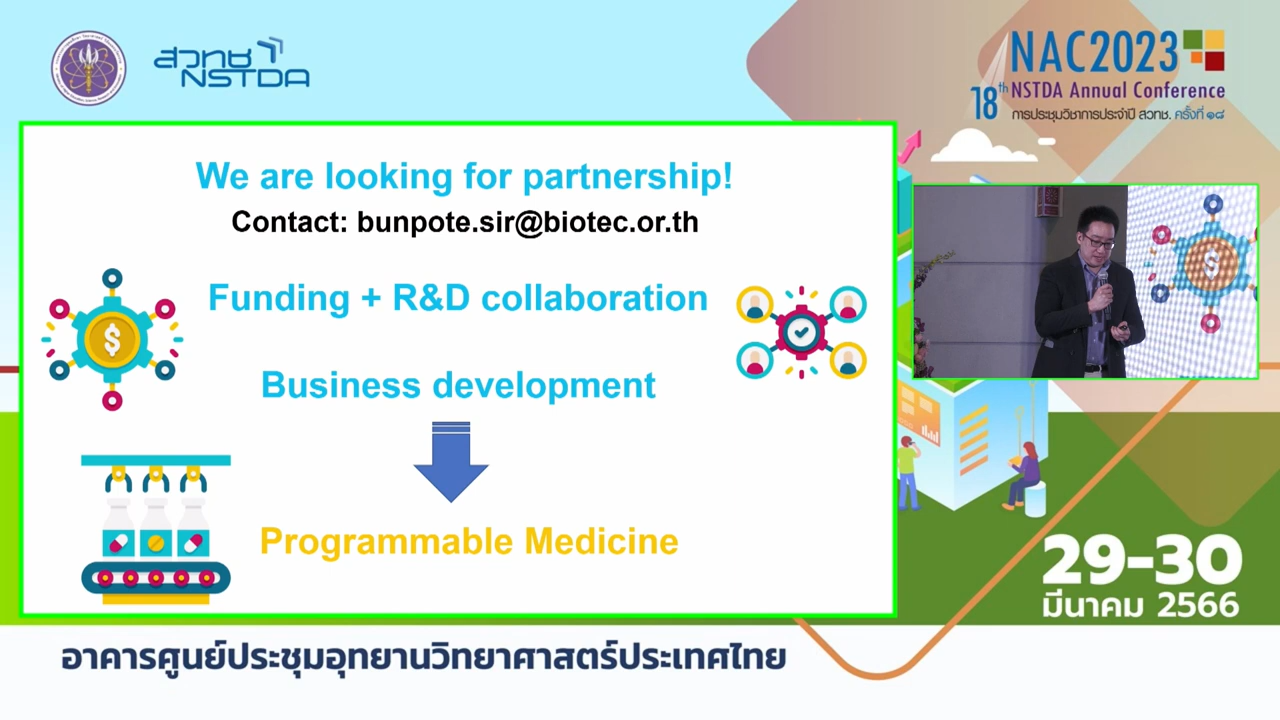 สวทช
NSTDA
NAC2023
18th NSTDA Annual Conference
การประชุมวิชาการประจำปี สวทช. ครั้งที่ ๑๘
We are looking for partnership!
Contact: bunpote.sir@biotec.or.th
Funding + R&D collaboration
Business development
Programmable Medicine
29-30
มีนาคม 2566
อาคารศูนย์ประชุมอุทยานวิทยาศาสตร์ประเทศไทย